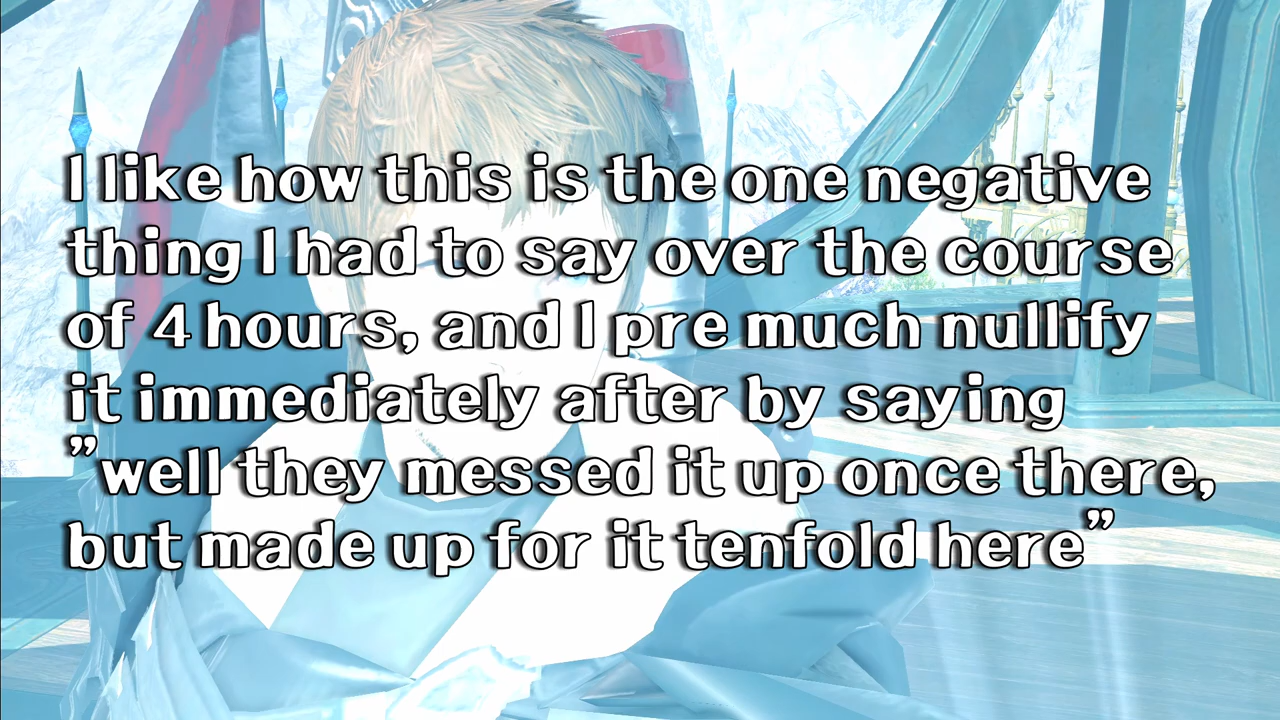 I like how this is the one negative
thing I had to say over the course
of 4 hours, and I pre much nullify
it immediately after by saying
"well they messed it up once there,
but made up for it tenfold here"